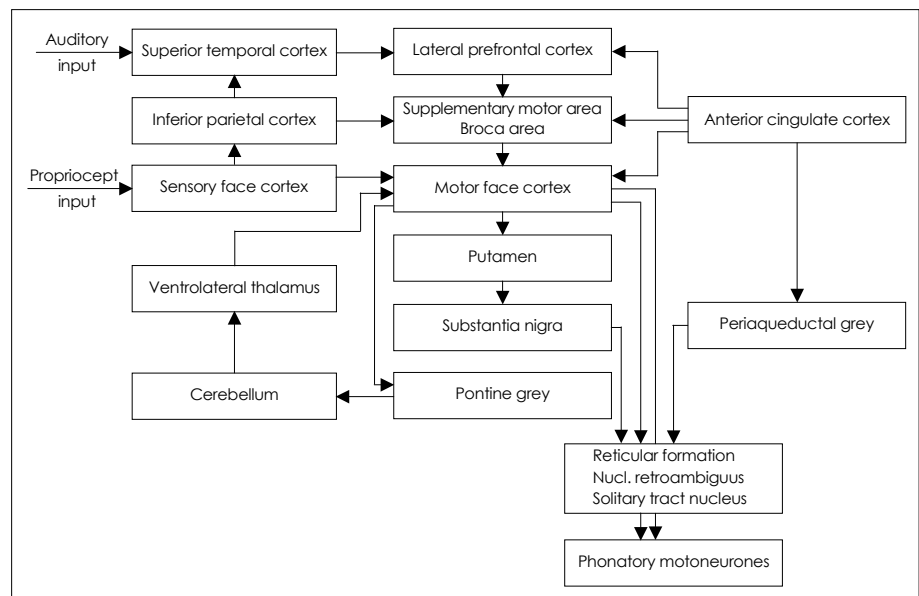 Auditory
input
Superior temporal cortex
Lateral prefrontal cortex
Inferior parietal cortex
Supplementary motor area
Broca area
Anterior cingulate cortex
Propriocept
input
Sensory face cortex
Motor face cortex
Putamen
Ventrolateral thalamus
Substantia nigra
Periaqueductal grey
Cerebellum
Pontine grey
Reticular formation
Nucl. retroambiguus
Solitary tract nucleus
Phonatory motoneurones